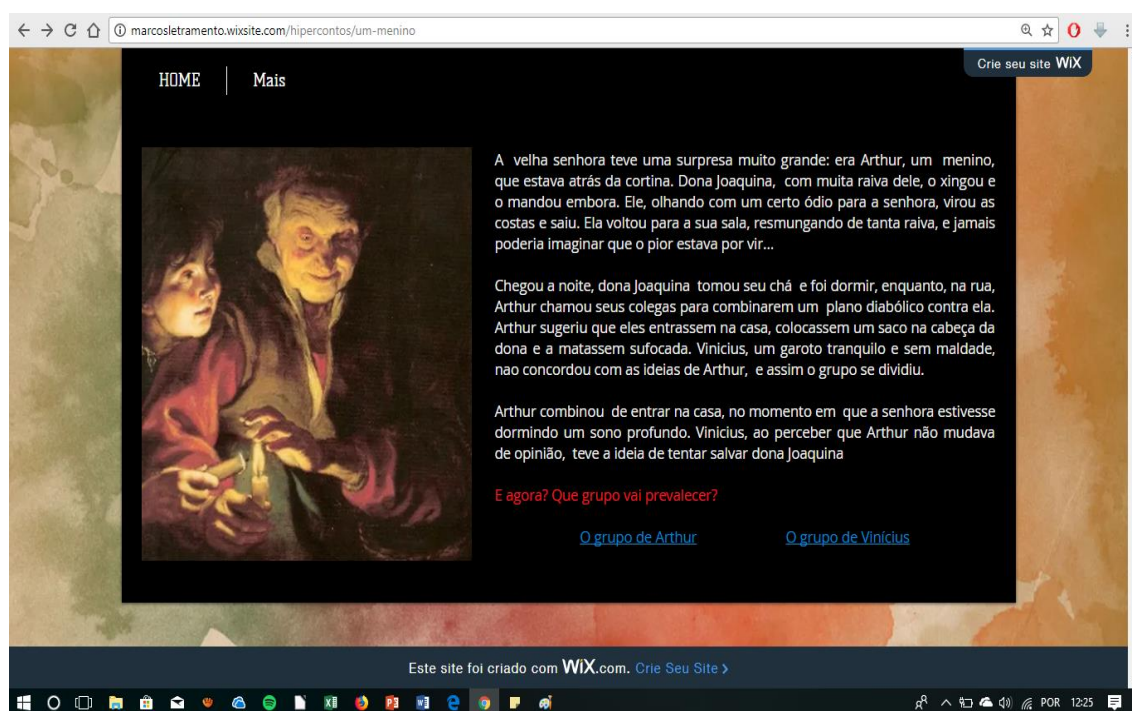 marcosletramento.wixsite.com/hipercontos/um-menino
Crie seu site WiX
HOME
Mais
A velha senhora teve uma surpresa muito grande: era Arthur, um menino,
que estava atrás da cortina. Dona Joaquina, com muita raiva dele, o xingou e
o mandou embora. Ele, olhando com um certo ódio para a senhora, virou as
costas e saiu. Ela voltou para a sua sala, resmungando de tanta raiva, e jamais
poderia imaginar que o pior estava por vir...
Chegou a noite, dona Joaquina tomou seu chá e foi dormir, enquanto, na rua,
Arthur chamou seus colegas para combinarem um plano diabólico contra ela.
Arthur sugeriu que eles entrassem na casa, colocassem um saco na cabeça da
dona e a matassem sufocada. Vinicius, um garoto tranquilo e sem maldade,
nao concordou com as ideias de Arthur, e assim o grupo se dividiu.
Arthur combinou de entrar na casa, no momento em que a senhora estivesse
dormindo um sono profundo. Vinicius, ao perceber que Arthur não mudava
de opinião, teve a ideia de tentar salvar dona Joaquina
E agora? Que grupo vai prevalecer?
O grupo de Arthur
O grupo de Vinícius
Este site foi criado com WiX.com. Crie Seu Site >
POR 12:25